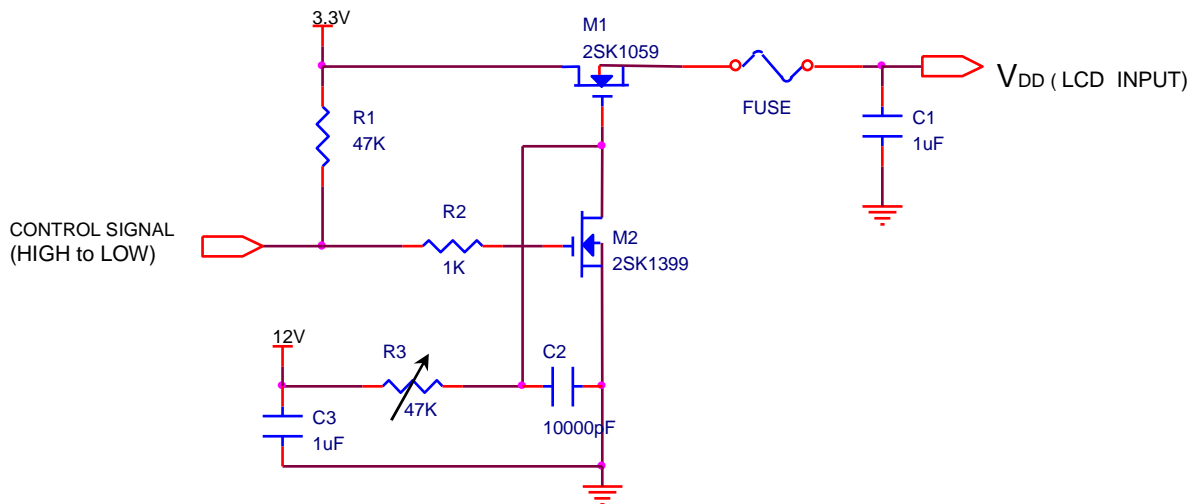 3.3V
M1
2SK1059
FUSE
VDD ( LCD INPUT)
R1
47K
C1
1uF
CONTROL SIGNAL
(HIGH to LOW)
R2
1K
M2
2SK1399
12V
R3
47K
C2
10000pF
C3
1uF